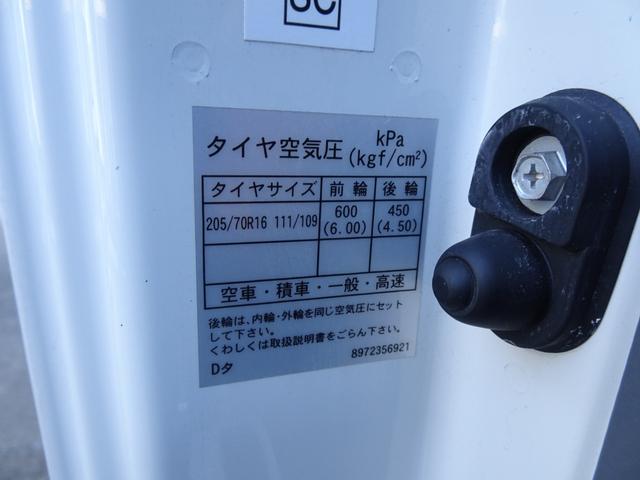 タイヤ空気圧 kPa
(kgf/cm²)
タイヤサイズ 前輪 後輪
205/70R16 111/109 600 450
(6.00) (4.50)
空車・積車・一般・高速
後輪は、内輪・外輪を同じ空気圧にセット
して下さい。
くわしくは取扱説明書をごらん下さい。
8972356921
Dタ